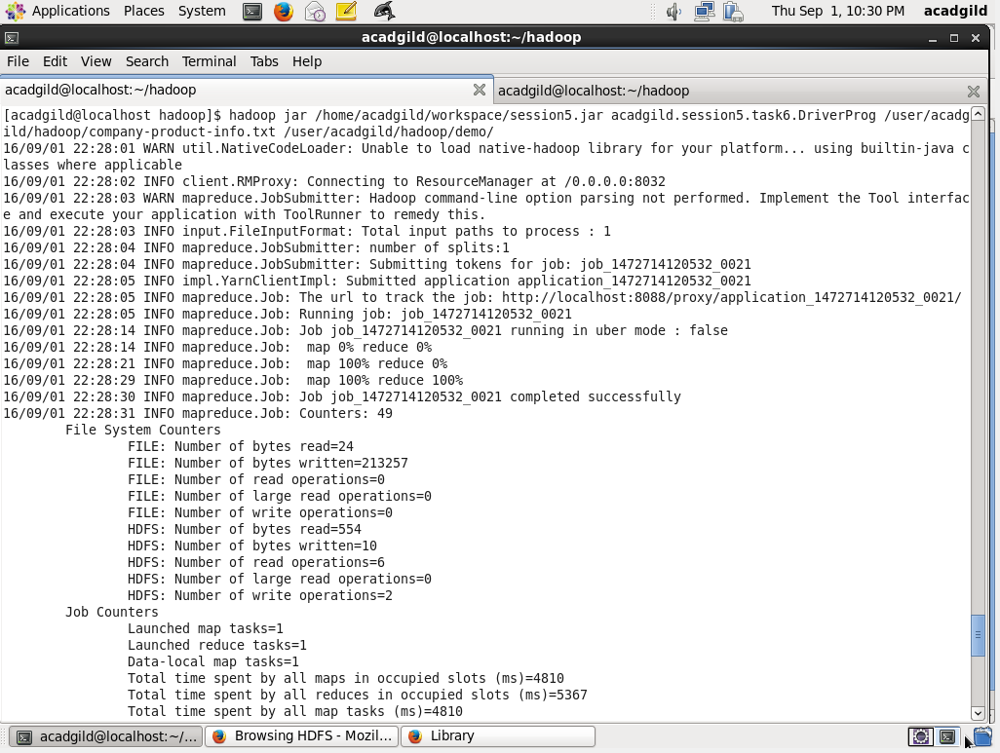 Applications Places System
Thu Sep 1, 10:30 PM acadgild
acadgild@localhost:~/hadoop
File Edit View Search Terminal Tabs Help
acadgild@localhost:~/hadoop
acadgild@localhost:~/hadoop
[acadgild@localhost hadoop]$ hadoop jar /home/acadgild/workspace/session5.jar acadgild.session5.task6.DriverProg /user/acadg
ild/hadoop/company-product-info.txt /user/acadgild/hadoop/demo/
16/09/01 22:28:01 WARN util.NativeCodeLoader: Unable to load native-hadoop library for your platform... using builtin-java c
lasses where applicable
16/09/01 22:28:02 INFO client.RMProxy: Connecting to ResourceManager at /0.0.0.0:8032
16/09/01 22:28:03 WARN mapreduce.JobSubmitter: Hadoop command-line option parsing not performed. Implement the Tool interfac
e and execute your application with ToolRunner to remedy this.
16/09/01 22:28:03 INFO input.FileInputFormat: Total input paths to process : 1
16/09/01 22:28:04 INFO mapreduce.JobSubmitter: number of splits:1
16/09/01 22:28:04 INFO mapreduce.JobSubmitter: Submitting tokens for job: job_1472714120532_0021
16/09/01 22:28:05 INFO impl.YarnClientImpl: Submitted application application_1472714120532_0021
16/09/01 22:28:05 INFO mapreduce.Job: The url to track the job: http://localhost:8088/proxy/application_1472714120532_0021/
16/09/01 22:28:05 INFO mapreduce.Job: Running job: job_1472714120532_0021
16/09/01 22:28:14 INFO mapreduce.Job: Job job_1472714120532_0021 running in uber mode : false
16/09/01 22:28:14 INFO mapreduce.Job:  map 0% reduce 0%
16/09/01 22:28:21 INFO mapreduce.Job:  map 100% reduce 0%
16/09/01 22:28:29 INFO mapreduce.Job:  map 100% reduce 100%
16/09/01 22:28:30 INFO mapreduce.Job: Job job_1472714120532_0021 completed successfully
16/09/01 22:28:31 INFO mapreduce.Job: Counters: 49
File System Counters
FILE: Number of bytes read=24
FILE: Number of bytes written=213257
FILE: Number of read operations=0
FILE: Number of large read operations=0
FILE: Number of write operations=0
HDFS: Number of bytes read=554
HDFS: Number of bytes written=10
HDFS: Number of read operations=6
HDFS: Number of large read operations=0
HDFS: Number of write operations=2
Job Counters
Launched map tasks=1
Launched reduce tasks=1
Data-local map tasks=1
Total time spent by all maps in occupied slots (ms)=4810
Total time spent by all reduces in occupied slots (ms)=5367
Total time spent by all map tasks (ms)=4810
acadgild@localhost:~/...
Browsing HDFS - Mozil...
Library